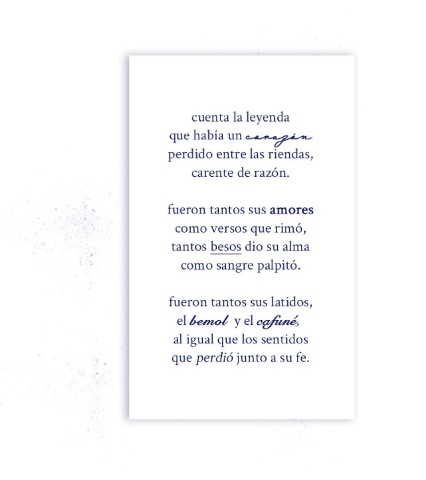 cuenta la leyenda
que había un corazón
perdido entre las riendas,
carente de razón.
fueron tantos sus amores
como versos que rimó,
tantos besos dio su alma
como sangre palpitó.
fueron tantos sus latidos,
el bemol y el cafuné,
al igual que los sentidos
que perdió junto a su fe.